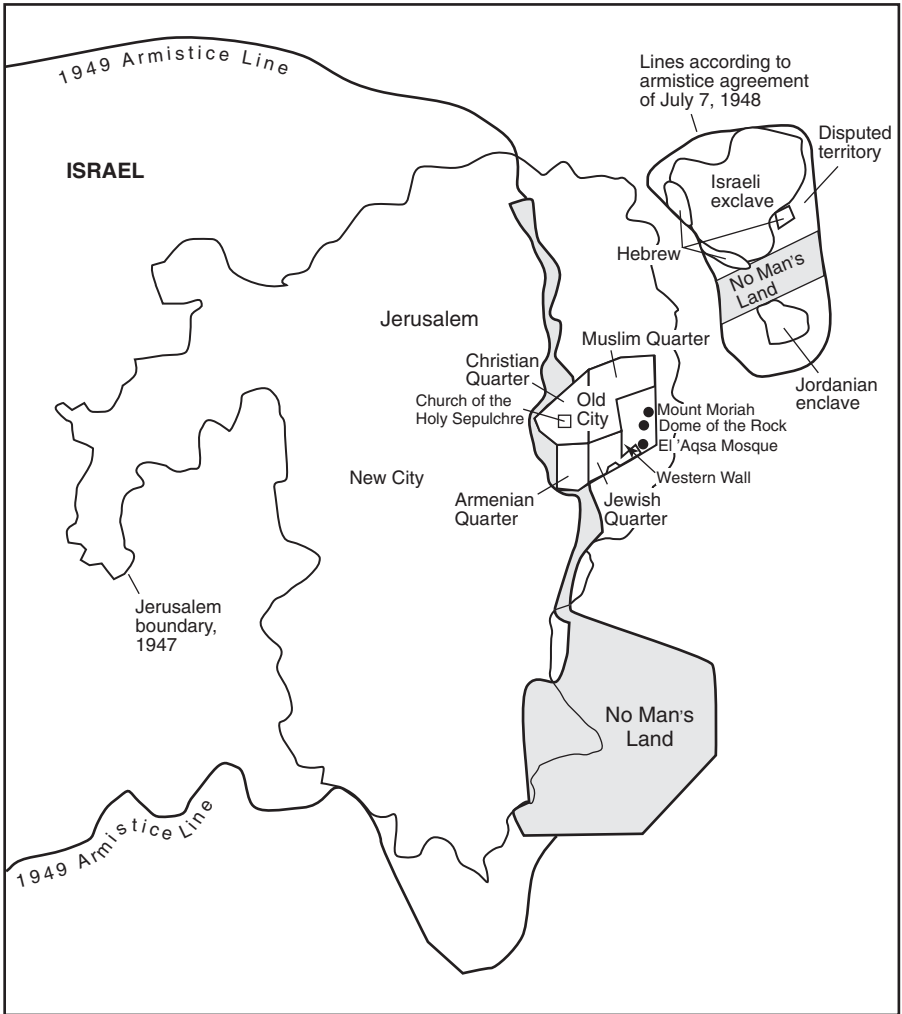 1949 Armistice Line
Lines according to
armistice agreement
of July 7, 1948
Disputed
territory
ISRAEL
Israeli
exclave
Hebrew
No Man's
Land
Jerusalem
Muslim Quarter
Christian
Quarter
Jordanian
enclave
Church of the
Holy Sepulchre
Old
City
Mount Moriah
Dome of the Rock
El 'Aqsa Mosque
New City
Western Wall
Armenian
Quarter
Jewish
Quarter
Jerusalem
boundary,
1947
No Man's
Land
1949 Armistice Line